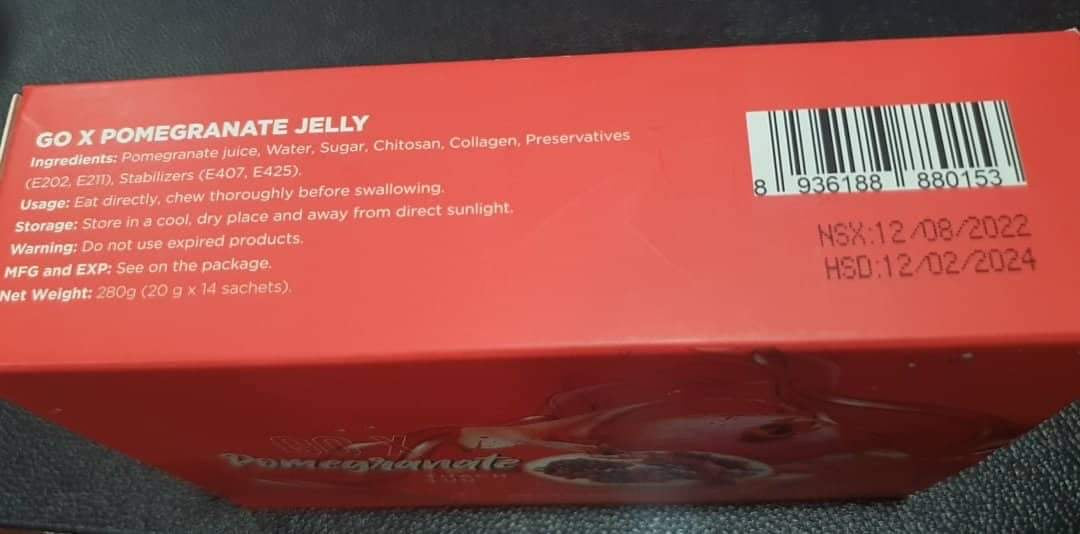 GO X POMEGRANATE JELLY
Ingredients: Pomegranate juice, Water, Sugar, Chitosan, Collagen, Preservatives
(E202, E211), Stabilizers (E407, E425).
Usage: Eat directly, chew thoroughly before swallowing.
Storage: Store in a cool, dry place and away from direct sunlight.
Warning: Do not use expired products.
MFG and EXP: See on the package.
Net Weight: 280g (20 g x 14 sachets).
8 936188 880153
NSX:12/08/2022
HSD:12/02/2024
GO X
Pomegranate